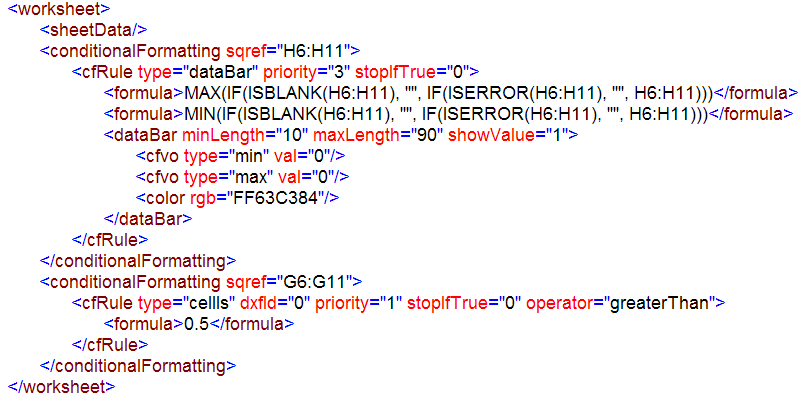 <worksheet>
<sheetData/>
<conditionalFormatting sqref="H6:H11">
<cfRule type="dataBar" priority="3" stopIfTrue="0">
<formula>MAX(IF(ISBLANK(H6:H11), "", IF(ISERROR(H6:H11), "", H6:H11)))</formula>
<formula>MIN(IF(ISBLANK(H6:H11), "", IF(ISERROR(H6:H11), "", H6:H11)))</formula>
<dataBar minLength="10" maxLength="90" showValue="1">
<cfvo type="min" val="0"/>
<cfvo type="max" val="0"/>
<color rgb="FF63C384"/>
</dataBar>
</cfRule>
</conditionalFormatting>
<conditionalFormatting sqref="G6:G11">
<cfRule type="cellIs" dxfId="0" priority="1" stopIfTrue="0" operator="greaterThan">
<formula>0.5</formula>
</cfRule>
</conditionalFormatting>
</worksheet>